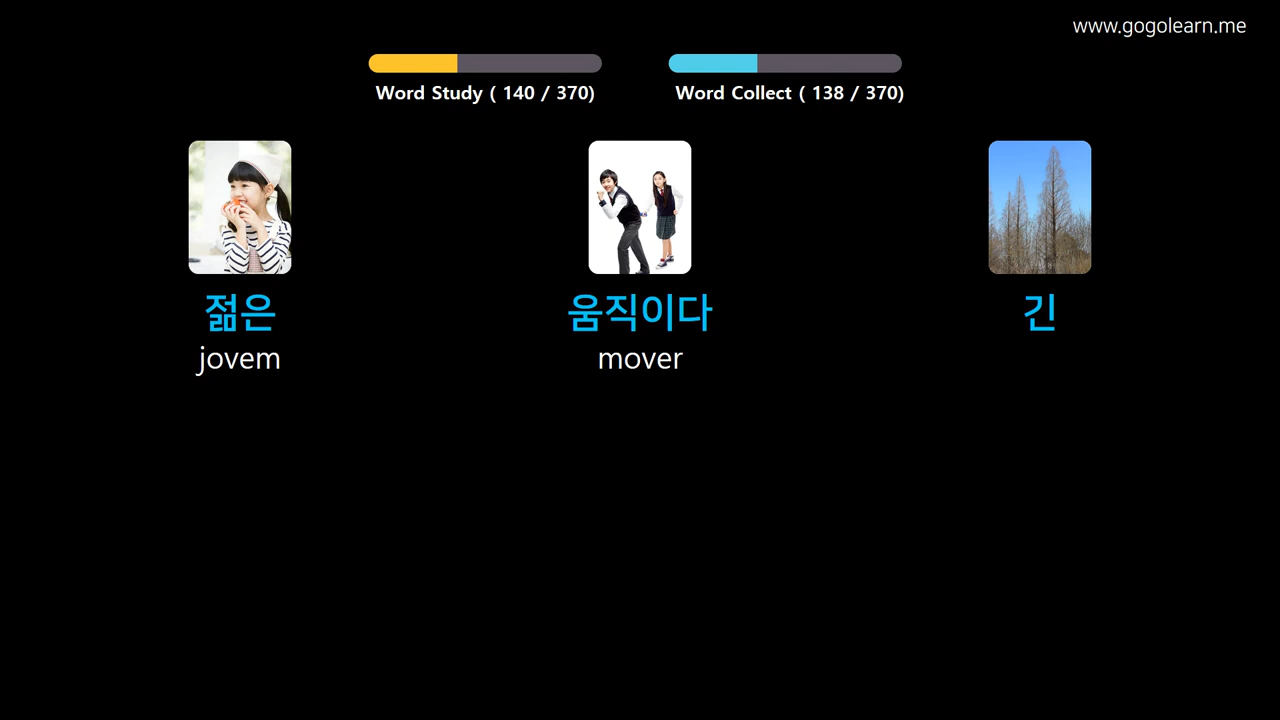 www.gogolearn.me
Word Study ( 140 / 370)
Word Collect ( 138 / 370)
젊은
움직이다
긴
jovem
mover